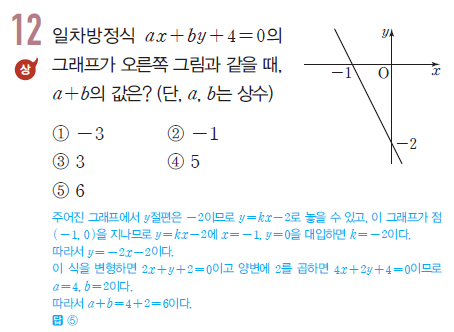 12 일차방정식 ax+by+4=0의
상 그래프가 오른쪽 그림과 같을 때,
a+b의 값은? (단, a, b는 상수)
① -3 ② -1
③ 3 ④ 5
⑤ 6
y
-1 O x
-2
주어진 그래프에서 y절편은 -2이므로 y=kx-2로 놓을 수 있고, 이 그래프가 점
(-1, 0)을 지나므로 y=kx-2에 x=-1, y=0을 대입하면 k=-2이다.
따라서 y=-2x-2이다.
이 식을 변형하면 2x+y+2=0이고 양변에 2를 곱하면 4x+2y+4=0이므로
a=4, b=2이다.
따라서 a+b=4+2=6이다.
답 ⑤